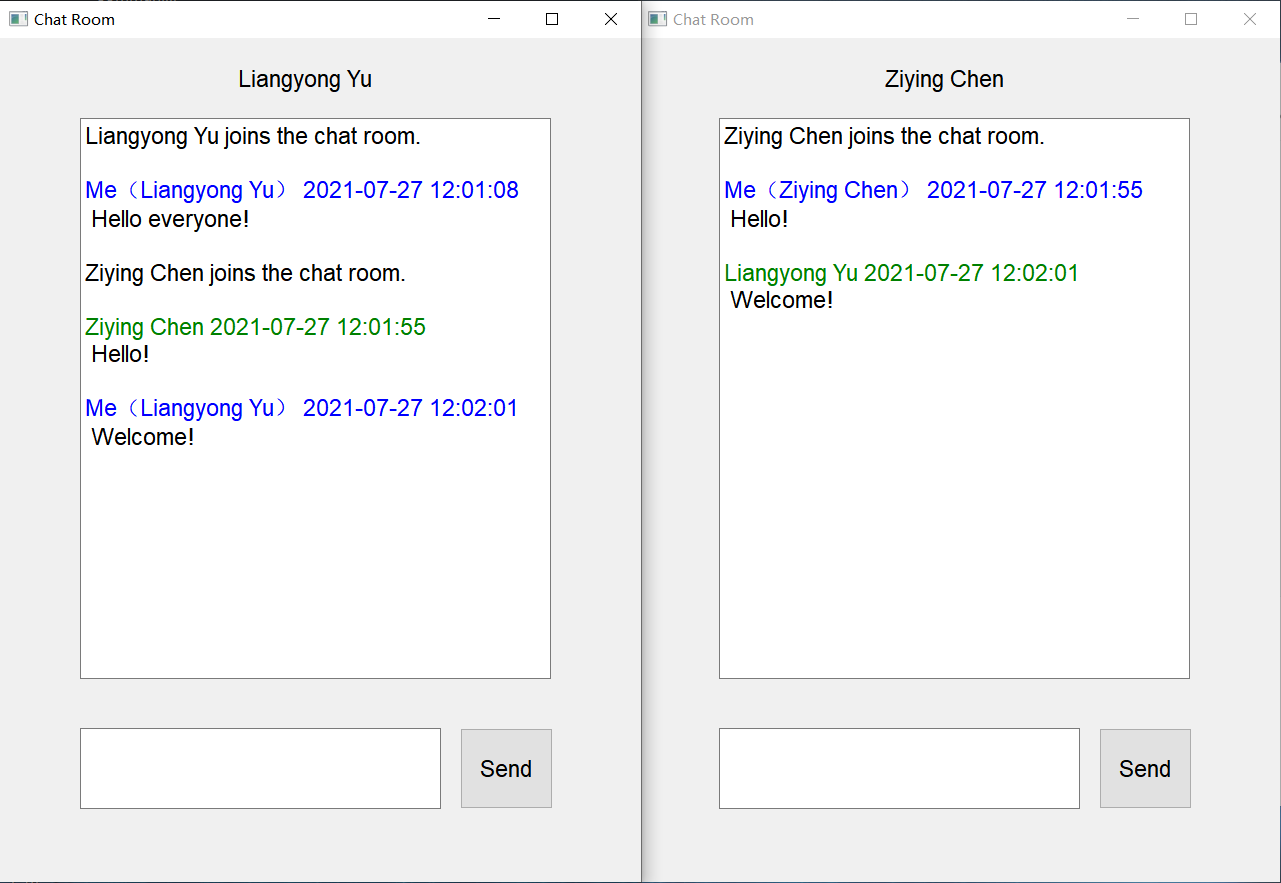 Chat Room
Liangyong Yu
Liangyong Yu joins the chat room.
Me（Liangyong Yu） 2021-07-27 12:01:08
Hello everyone!
Ziying Chen joins the chat room.
Ziying Chen 2021-07-27 12:01:55
Hello!
Me（Liangyong Yu） 2021-07-27 12:02:01
Welcome!
Send
Chat Room
Ziying Chen
Ziying Chen joins the chat room.
Me（Ziying Chen） 2021-07-27 12:01:55
Hello!
Liangyong Yu 2021-07-27 12:02:01
Welcome!
Send